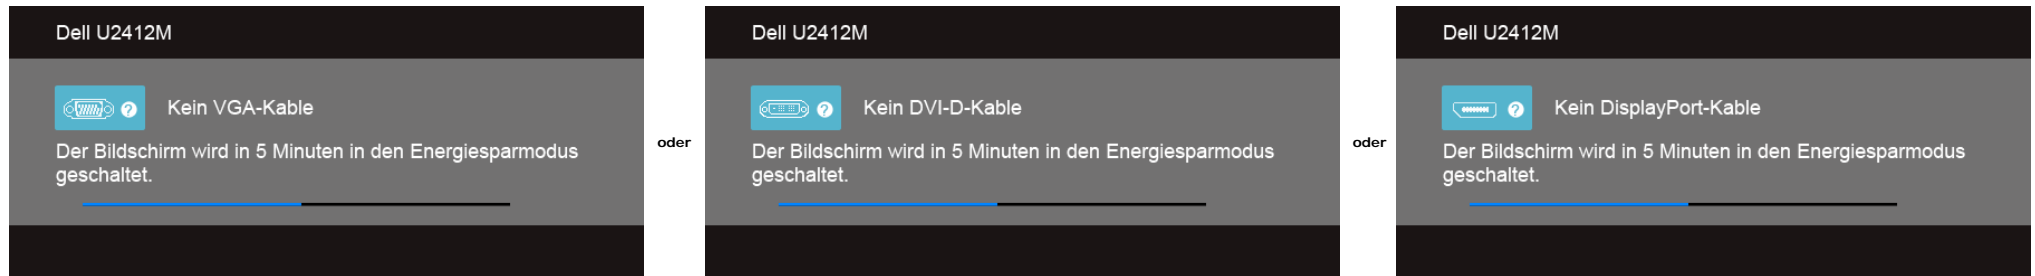 Dell U2412M
Kein VGA-Kable
Der Bildschirm wird in 5 Minuten in den Energiesparmodus
geschaltet.
oder
Dell U2412M
Kein DVI-D-Kable
Der Bildschirm wird in 5 Minuten in den Energiesparmodus
geschaltet.
oder
Dell U2412M
Kein DisplayPort-Kable
Der Bildschirm wird in 5 Minuten in den Energiesparmodus
geschaltet.